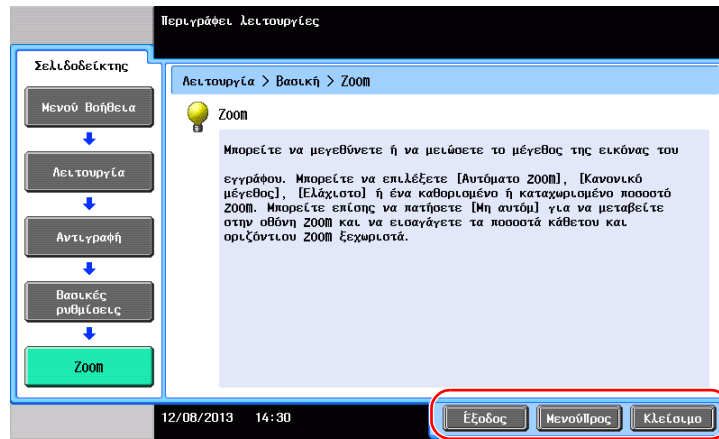 Περιγράφει λειτουργίες
Σελιδοδείκτης
Μενού Βοήθεια
Λειτουργία
Αντιγραφή
Βασικές
ρυθμίσεις
Zoom
Λειτουργία > Βασική > Zoom
Zoom
Μπορείτε να μεγεθύνετε ή να μειώσετε το μέγεθος της εικόνας του
εγγράφου. Μπορείτε να επιλέξετε [Αυτόματο ZOOM], [Κανονικό
μέγεθος], [Ελάχιστο] ή ένα καθορισμένο ή καταχωρισμένο ποσοστό
ZOOM. Μπορείτε επίσης να πατήσετε [Μη αυτόμ] για να μεταβείτε
στην οθόνη ZOOM και να εισαγάγετε τα ποσοστά κάθετου και
οριζόντιου ZOOM ξεχωριστά.
12/08/2013 14:30
Έξοδος
ΜενούΠρος
Κλείσιμο